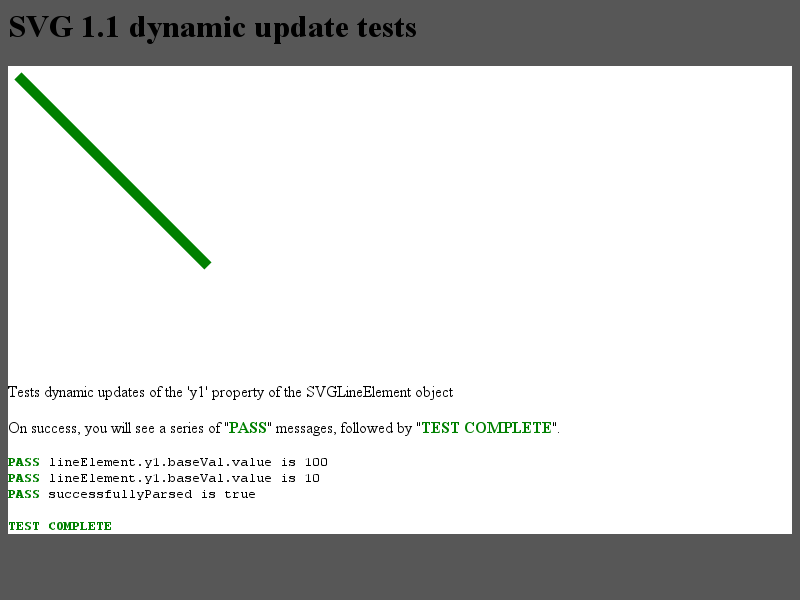 SVG 1.1 dynamic update tests
Tests dynamic updates of the 'y1' property of the SVGLineElement object
On success, you will see a series of "PASS" messages, followed by "TEST COMPLETE".
PASS lineElement.y1.baseVal.value is 100
PASS lineElement.y1.baseVal.value is 10
PASS successfullyParsed is true
TEST COMPLETE